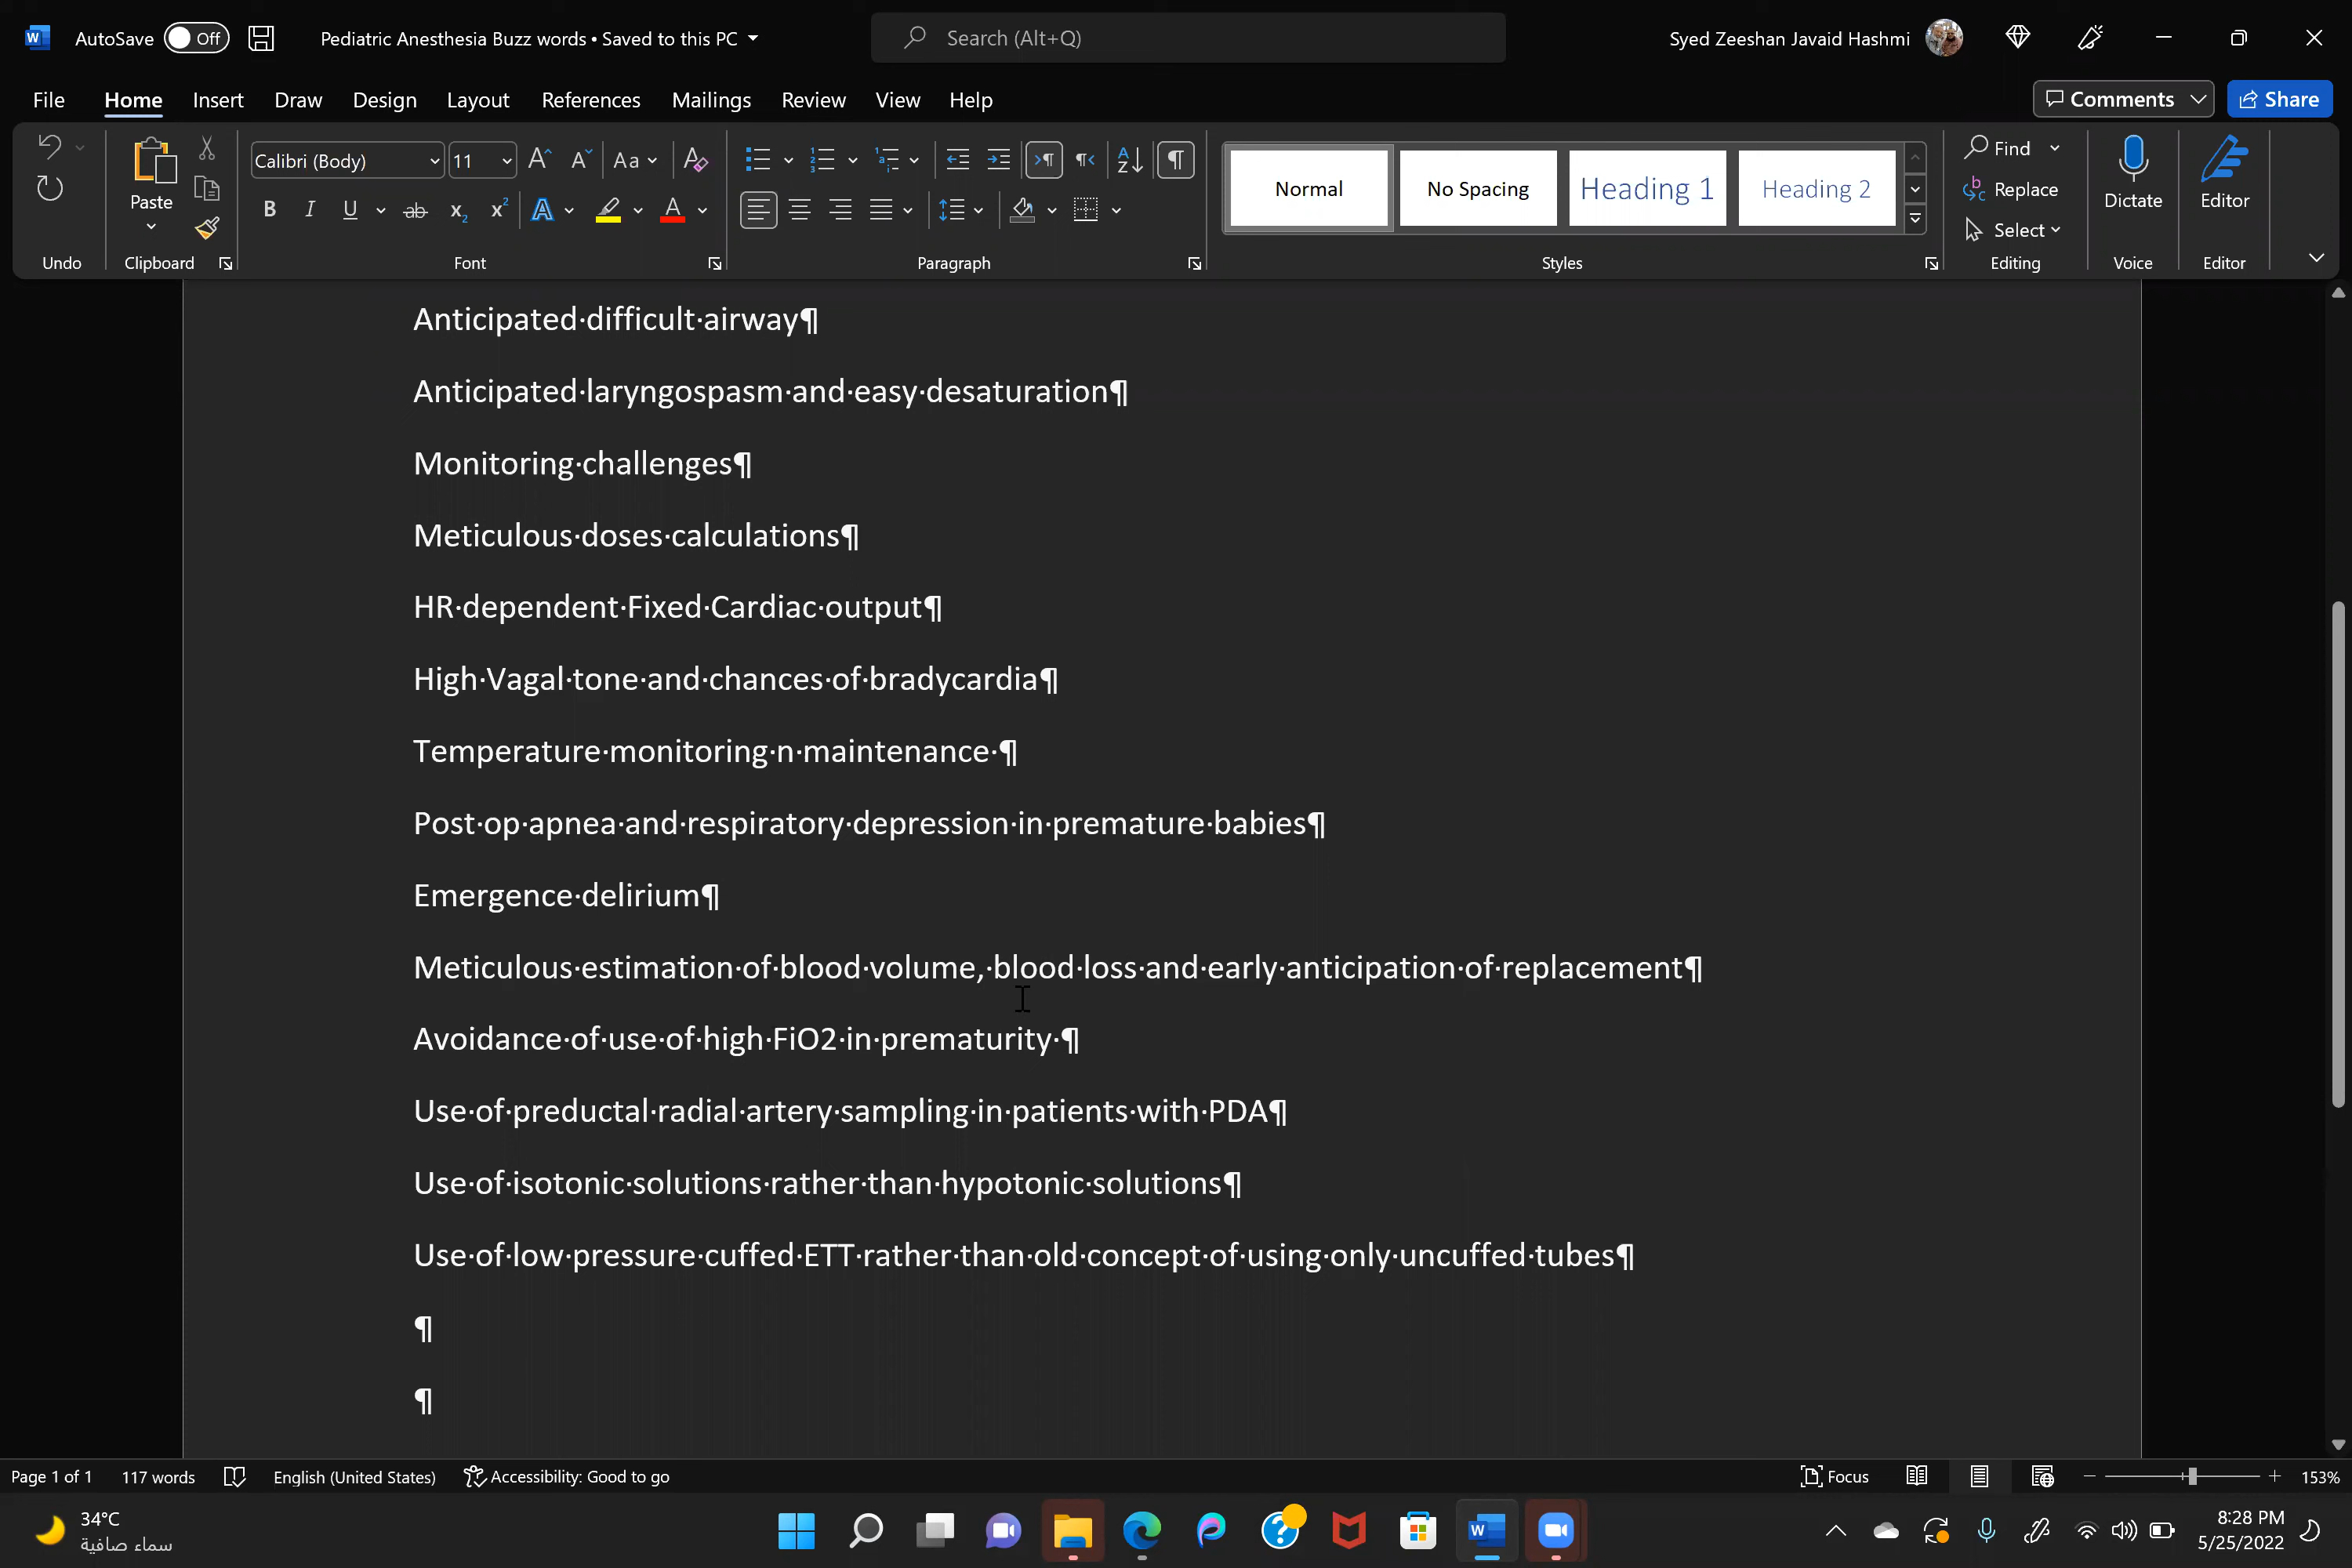 AutoSave Off Pediatric Anesthesia Buzz words • Saved to this PC Search (Alt+Q) Syed Zeeshan Javaid Hashmi
File Home Insert Draw Design Layout References Mailings Review View Help Comments Share
Paste Calibri (Body) 11 Aa Normal No Spacing Heading 1 Heading 2 Find Replace Select Dictate Editor
Undo Clipboard Font Paragraph Styles Editing Voice Editor
Anticipated·difficult·airway¶
Anticipated·laryngospasm·and·easy·desaturation¶
Monitoring·challenges¶
Meticulous·doses·calculations¶
HR·dependent·Fixed·Cardiac·output¶
High·Vagal·tone·and·chances·of·bradycardia¶
Temperature·monitoring·n·maintenance·¶
Post·op·apnea·and·respiratory·depression·in·premature·babies¶
Emergence·delirium¶
Meticulous·estimation·of·blood·volume,·blood·loss·and·early·anticipation·of·replacement¶
Avoidance·of·use·of·high·FiO2·in·prematurity·¶
Use·of·preductal·radial·artery·sampling·in·patients·with·PDA¶
Use·of·isotonic·solutions·rather·than·hypotonic·solutions¶
Use·of·low·pressure·cuffed·ETT·rather·than·old·concept·of·using·only·uncuffed·tubes¶
¶
¶
Page 1 of 1 117 words English (United States) Accessibility: Good to go Focus 153%
34°C 8:28 PM
سماء صافية 5/25/2022